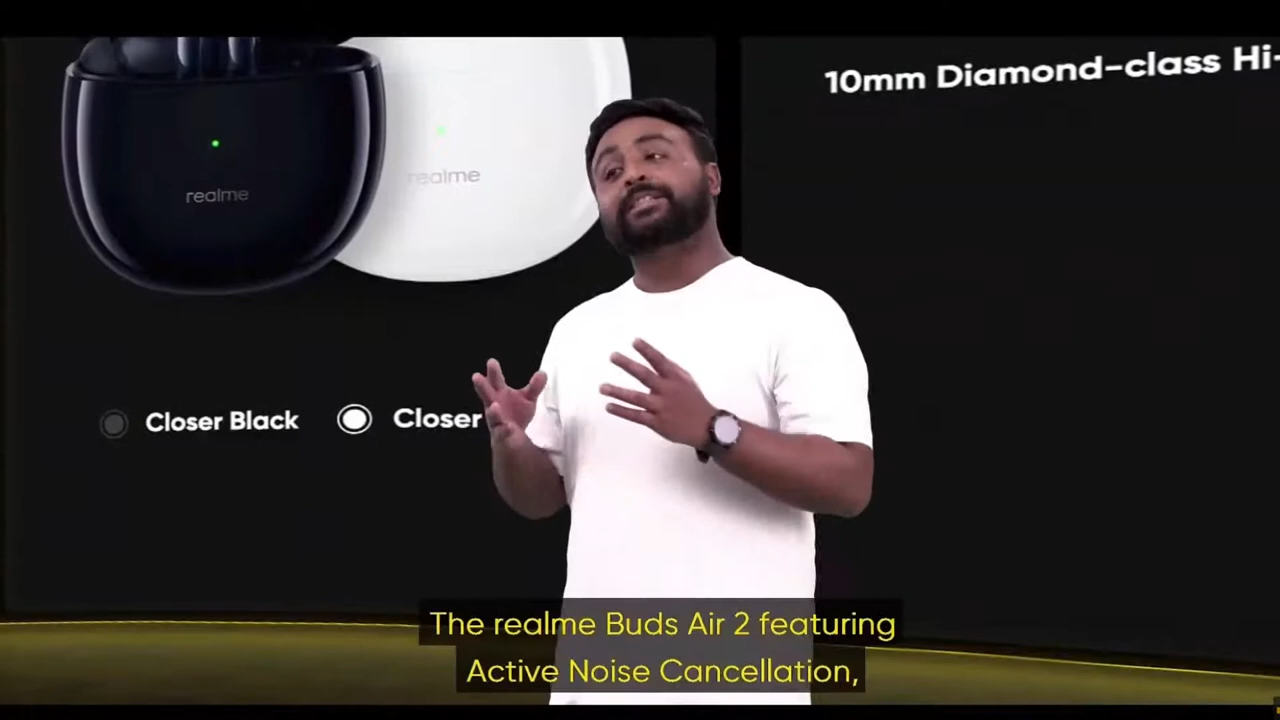 10mm Diamond-class Hi-
realme
realme
Closer Black
Closer
The realme Buds Air 2 featuring
Active Noise Cancellation,